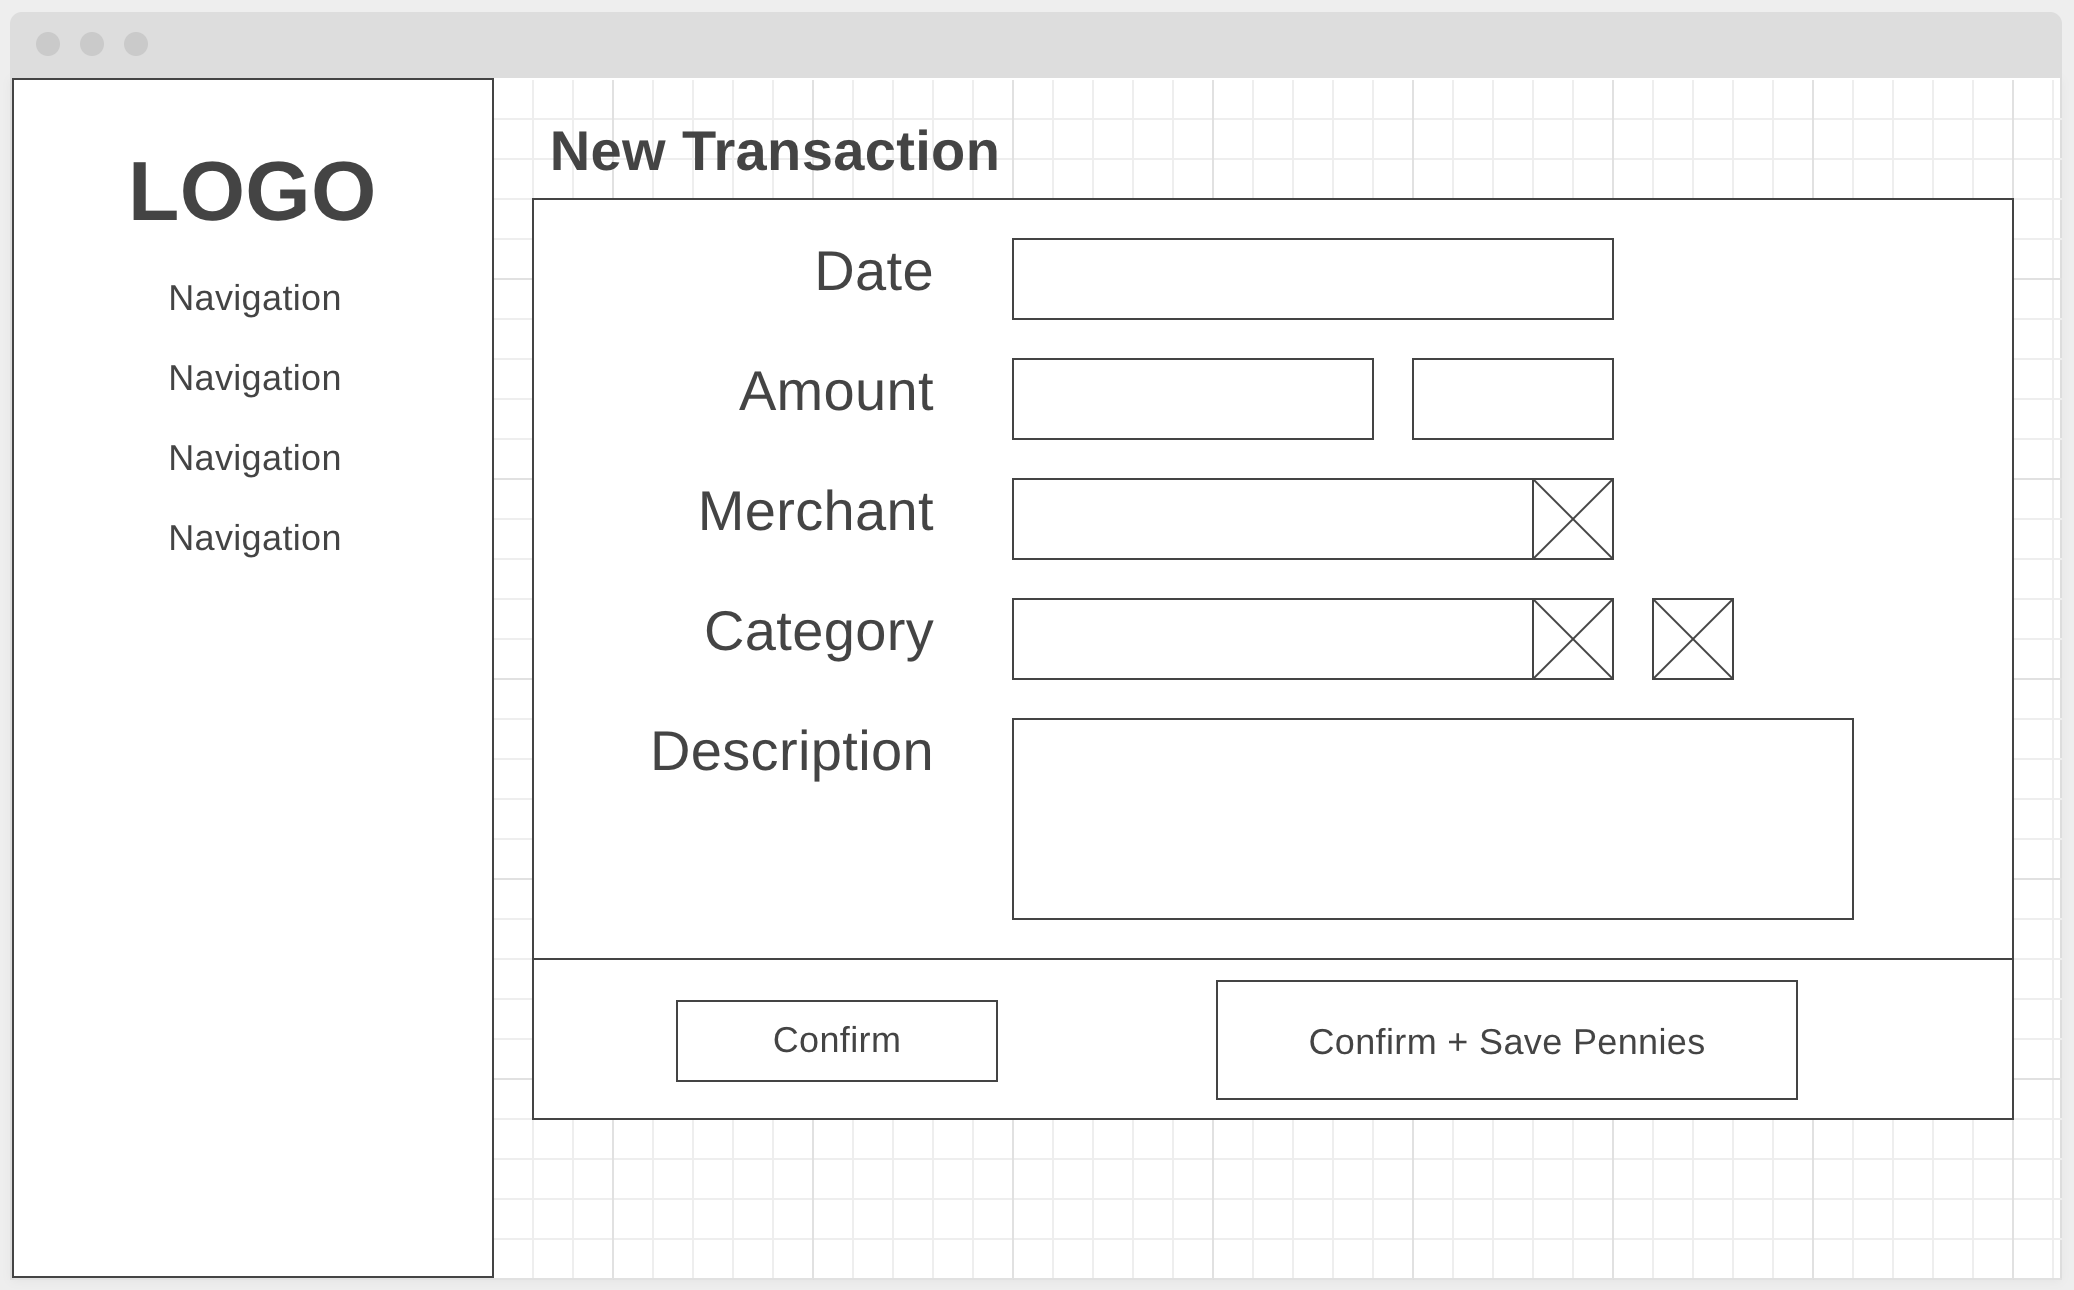 LOGO
Navigation
Navigation
Navigation
Navigation
New Transaction
Date
Amount
Merchant
Category
Description
Confirm
Confirm + Save Pennies